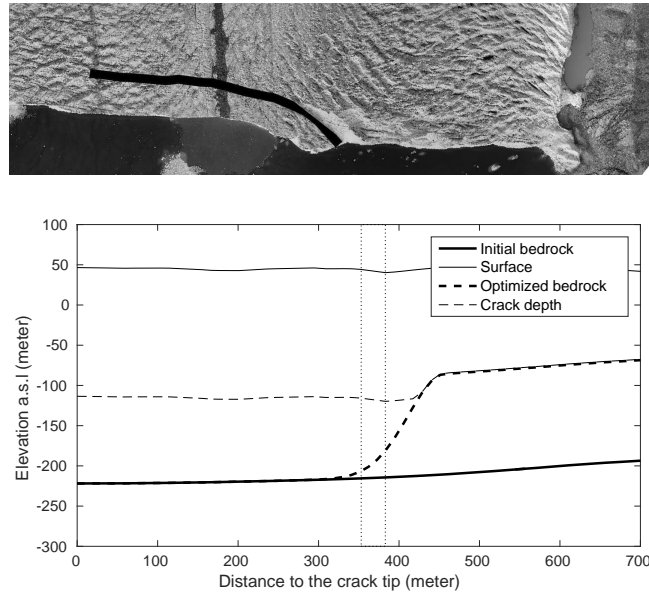 100
50
0
-50
-100
-150
-200
-250
-300
Elevation a.s.l (meter)
Initial bedrock
Surface
Optimized bedrock
Crack depth
0 100 200 300 400 500 600 700
Distance to the crack tip (meter)